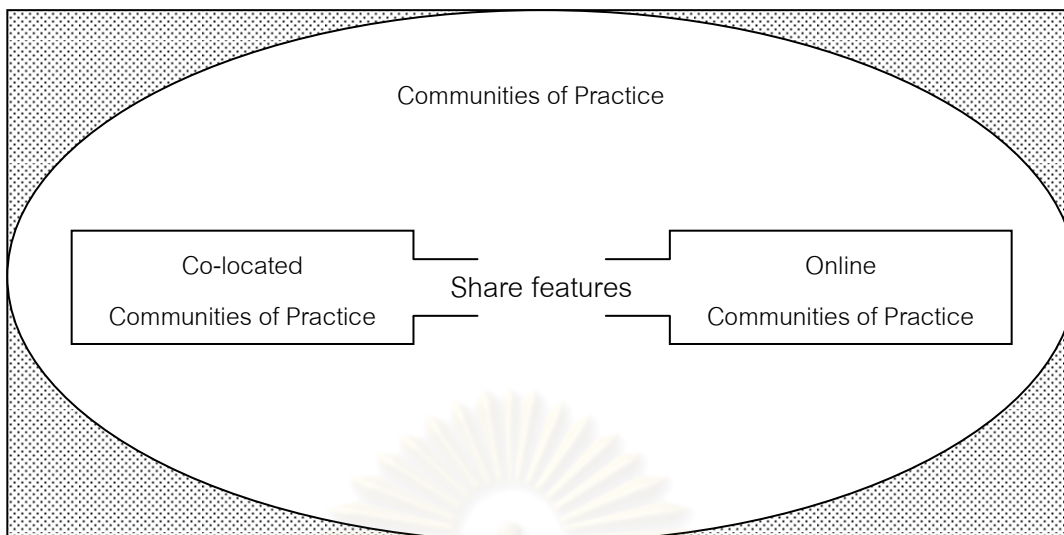 Communities of Practice
Co-located
Communities of Practice
Share features
Online
Communities of Practice